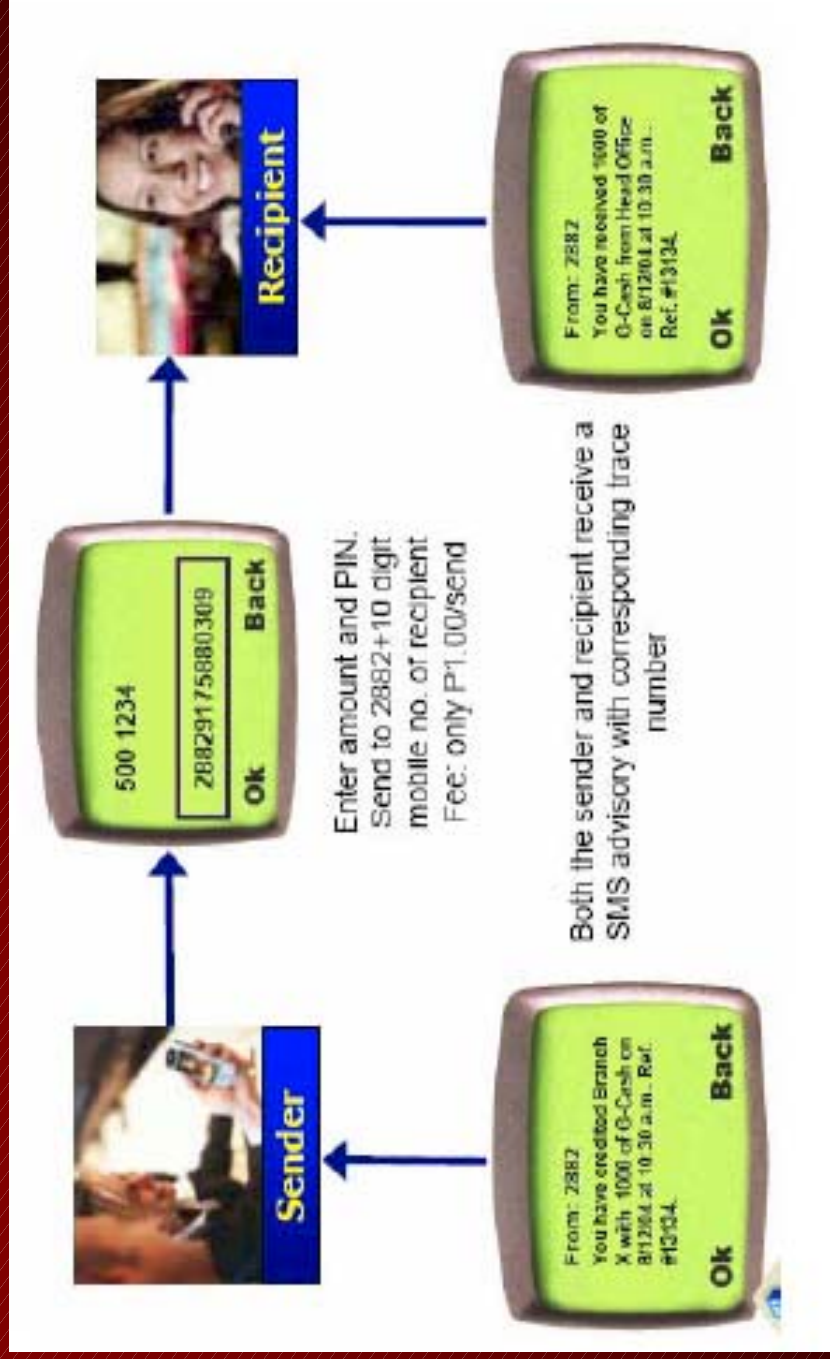 Sender
500 1234
28829175880309
Ok Back
Recipient
Enter amount and PIN.
Send to 2882+10 digit
mobile no. of recipient
Fee: only P1.00/send
From: 2882
You have credited Branch
X with 1000 of G-Cash on
8/12/04 at 10:30 a.m.. Ref.
#13134.
Ok Back
Both the sender and recipient receive a
SMS advisory with corresponding trace
number
From: 2882
You have received 1000 of
G-Cash from Head Office
on 8/12/04 at 10:30 a.m..
Ref. #13134.
Ok Back